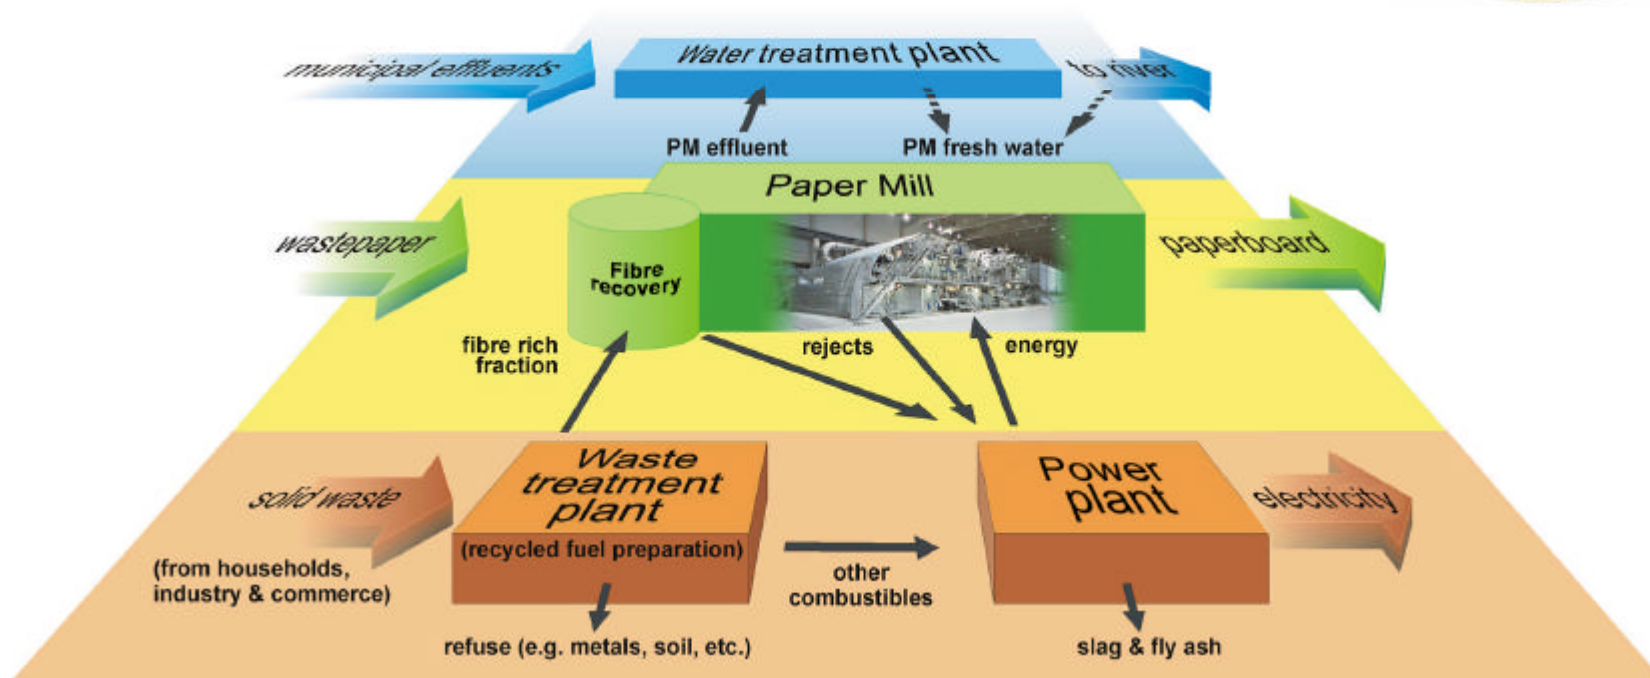 Water treatment plant
municipal effluents
to river
PM effluent
PM fresh water
Paper Mill
wastepaper
paperboard
Fibre
recovery
fibre rich
fraction
rejects
energy
Waste
treatment
plant
(recycled fuel preparation)
Power
plant
solid waste
electricity
(from households,
industry & commerce)
other
combustibles
refuse (e.g. metals, soil, etc.)
slag & fly ash